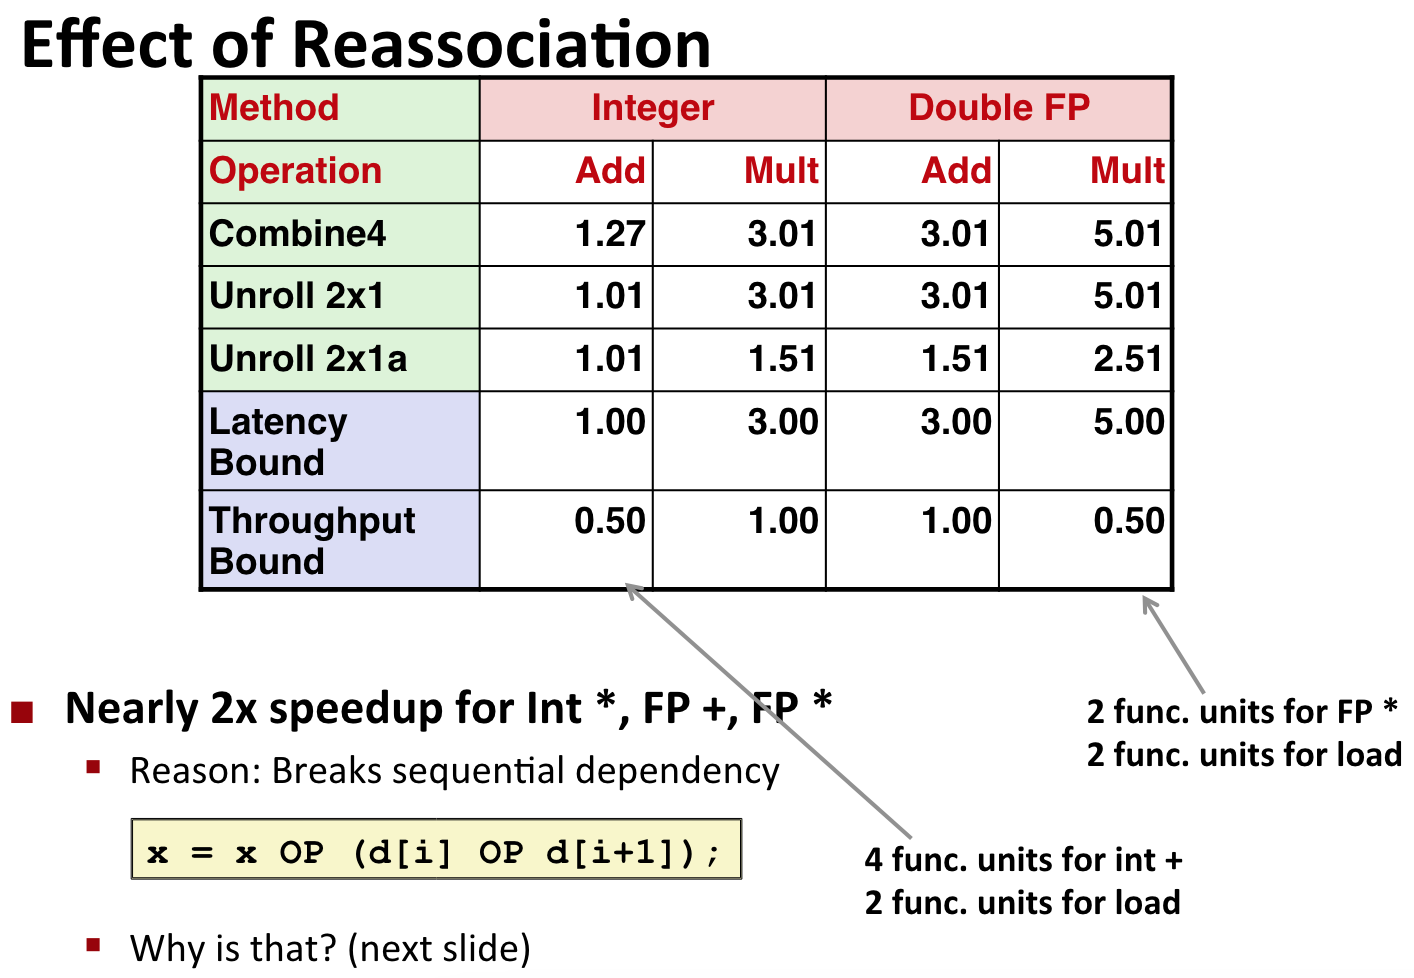 Effect of Reassociation
Method Integer Double FP
Operation Add Mult Add Mult
Combine4 1.27 3.01 3.01 5.01
Unroll 2x1 1.01 3.01 3.01 5.01
Unroll 2x1a 1.01 1.51 1.51 2.51
Latency
Bound 1.00 3.00 3.00 5.00
Throughput
Bound 0.50 1.00 1.00 0.50
Nearly 2x speedup for Int *, FP +, FP *
Reason: Breaks sequential dependency
x = x OP (d[i] OP d[i+1]);
Why is that? (next slide)
2 func. units for FP *
2 func. units for load
4 func. units for int +
2 func. units for load